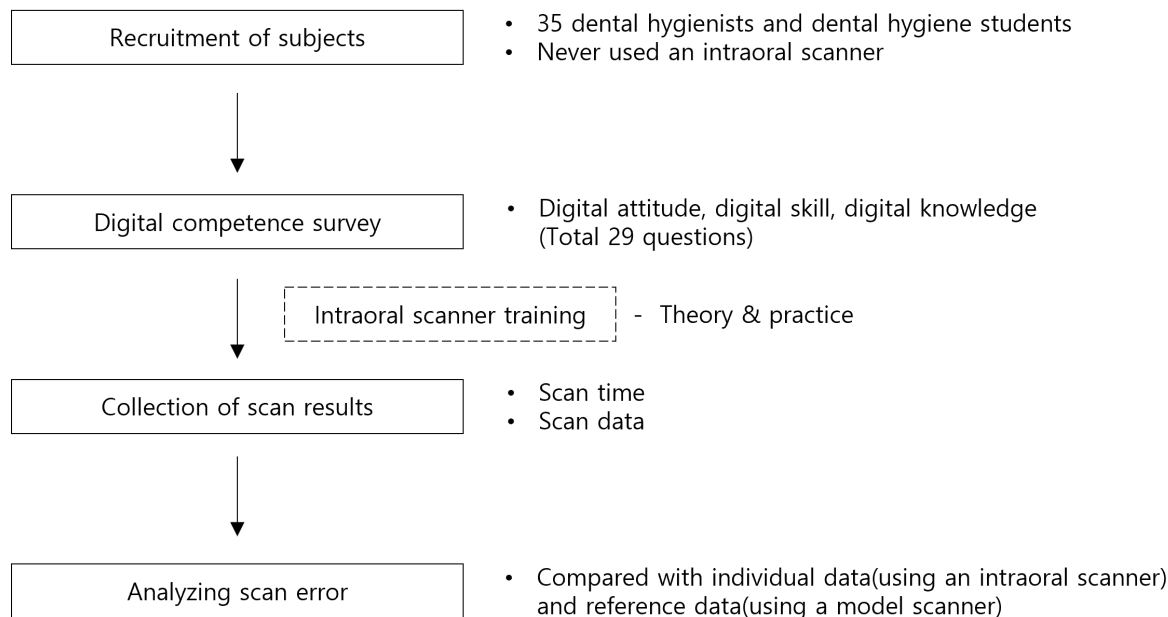 Recruitment of subjects
• 35 dental hygienists and dental hygiene students
• Never used an intraoral scanner
Digital competence survey
• Digital attitude, digital skill, digital knowledge
(Total 29 questions)
Intraoral scanner training - Theory & practice
Collection of scan results
• Scan time
• Scan data
Analyzing scan error
• Compared with individual data(using an intraoral scanner)
and reference data(using a model scanner)